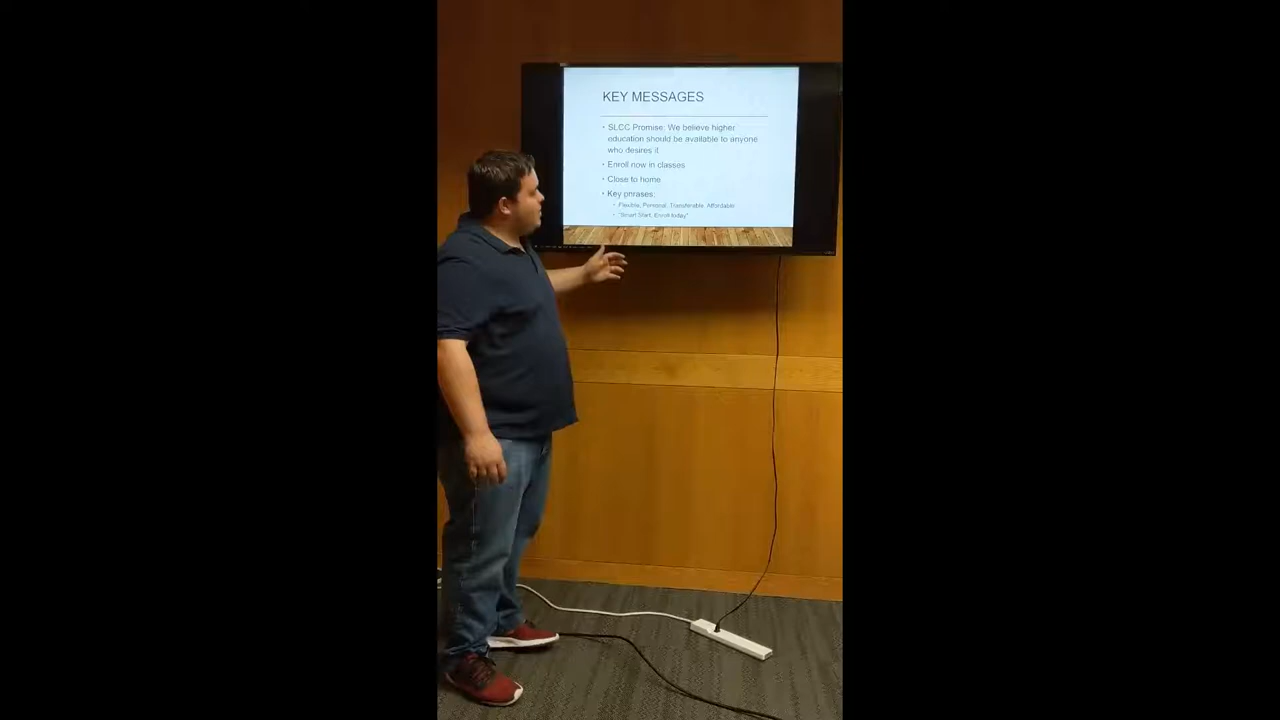 KEY MESSAGES
• SLCC Promise: We believe higher
education should be available to anyone
who desires it
• Enroll now in classes
• Close to home
• Key phrases:
• Flexible, Personal, Transferable, Affordable
• "Smart Start, Enroll today"